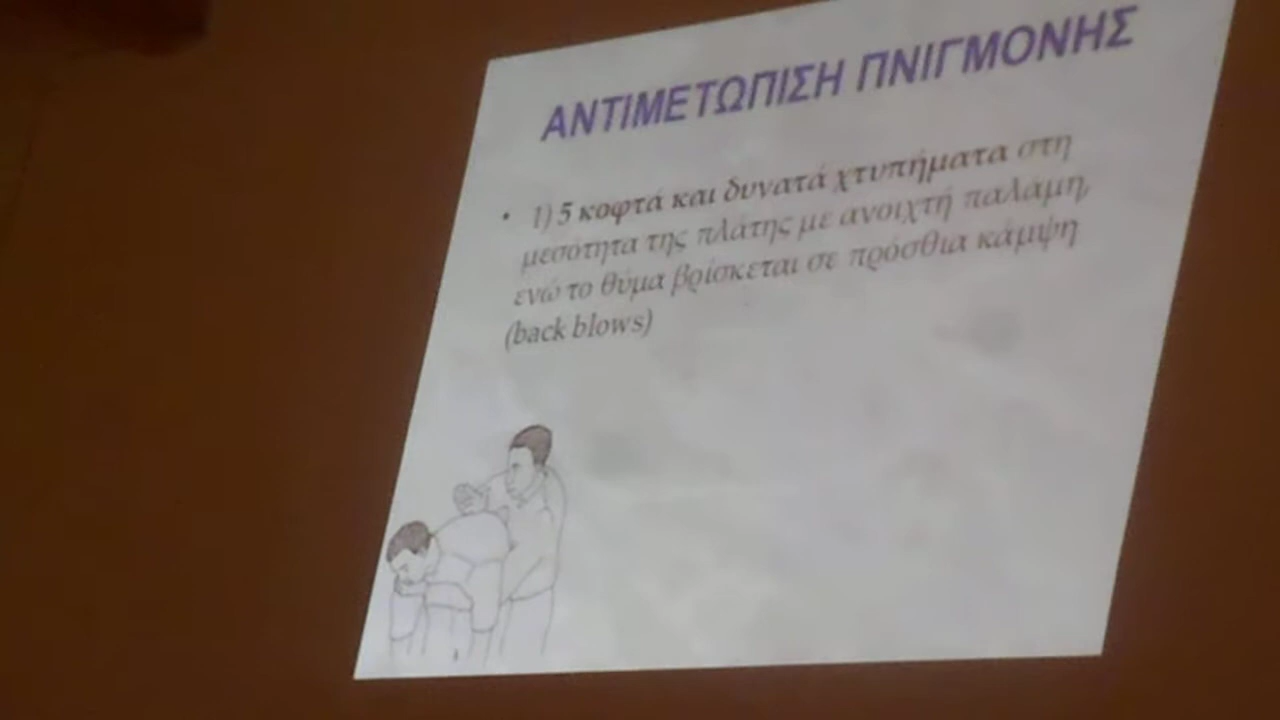 ΑΝΤΙΜΕΤΩΠΙΣΗ ΠΝΙΓΜΟΝΗΣ
• 1) 5 κοφτά και δυνατά χτυπήματα στη
μεσότητα της πλάτης με ανοιχτή παλάμη,
ενώ το θύμα βρίσκεται σε πρόσθια κάμψη
(back blows)